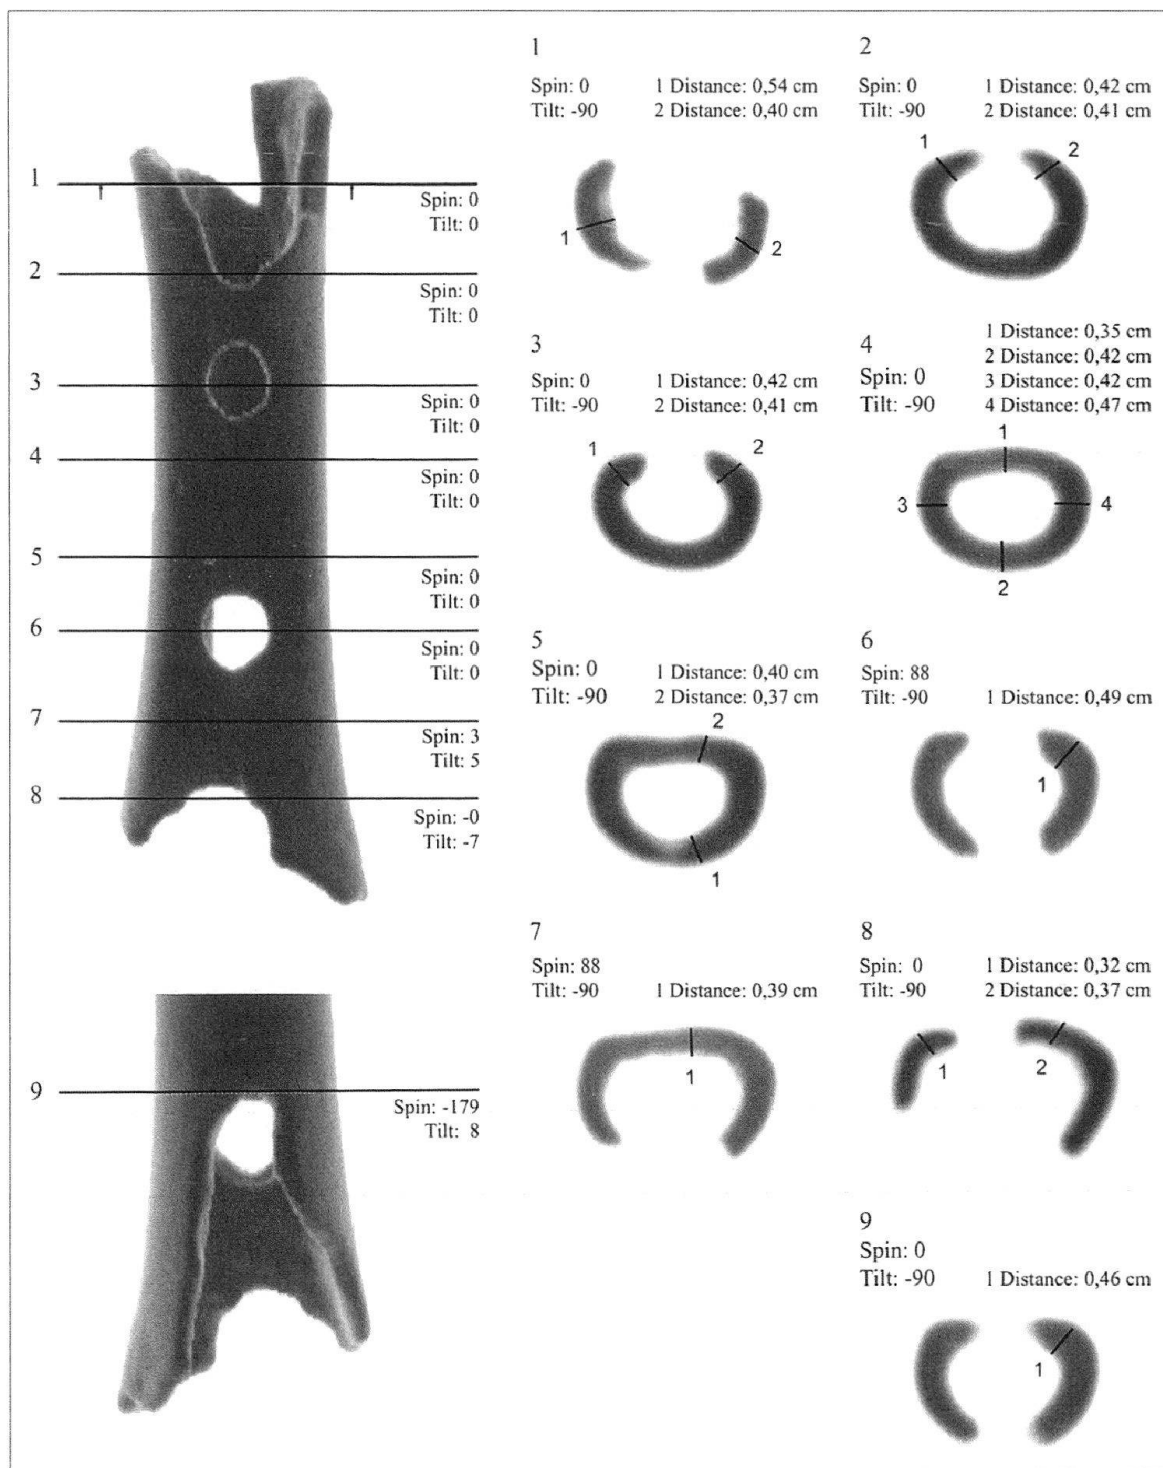 1
Spin: 0
Tilt: 0
2
Spin: 0
Tilt: 0
3
Spin: 0
Tilt: 0
4
Spin: 0
Tilt: 0
5
Spin: 0
Tilt: 0
6
Spin: 0
Tilt: 0
7
Spin: 3
Tilt: 5
8
Spin: -0
Tilt: -7
9
Spin: -179
Tilt: 8
1
Spin: 0 1 Distance: 0,54 cm
Tilt: -90 2 Distance: 0,40 cm
1
2
2
Spin: 0 1 Distance: 0,42 cm
Tilt: -90 2 Distance: 0,41 cm
1
2
3
Spin: 0 1 Distance: 0,42 cm
Tilt: -90 2 Distance: 0,41 cm
1
2
1 Distance: 0,35 cm
4 2 Distance: 0,42 cm
Spin: 0 3 Distance: 0,42 cm
Tilt: -90 4 Distance: 0,47 cm
1
3 4
2
5
Spin: 0 1 Distance: 0,40 cm
Tilt: -90 2 Distance: 0,37 cm
2
1
6
Spin: 88
Tilt: -90 1 Distance: 0,49 cm
1
7
Spin: 88
Tilt: -90 1 Distance: 0,39 cm
1
8
Spin: 0 1 Distance: 0,32 cm
Tilt: -90 2 Distance: 0,37 cm
1 2
9
Spin: 0
Tilt: -90 1 Distance: 0,46 cm
1